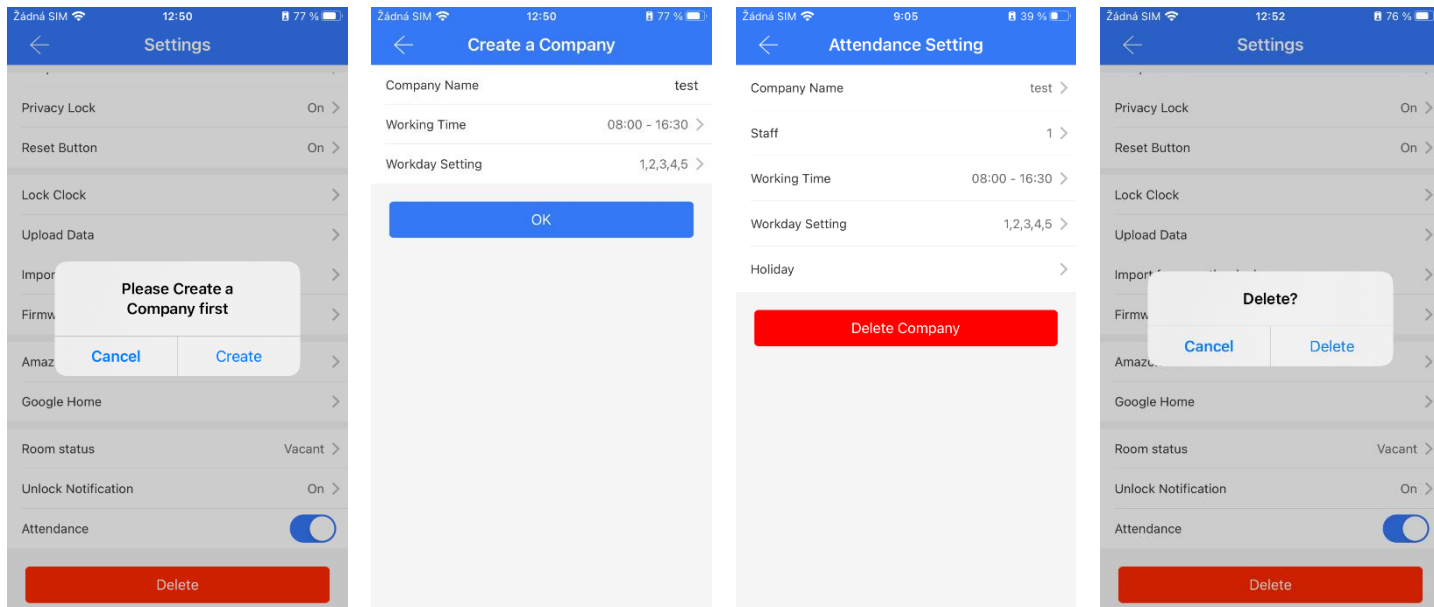 Žádná SIM 12:50 77 %
Settings
Privacy Lock On
Reset Button On
Lock Clock
Upload Data
Impor
Firmw
Please Create a
Company first
Cancel Create
Amaz
Google Home
Room status Vacant
Unlock Notification On
Attendance
Delete
Žádná SIM 12:50 77 %
Create a Company
Company Name test
Working Time 08:00 - 16:30
Workday Setting 1,2,3,4,5
OK
Žádná SIM 9:05 39 %
Attendance Setting
Company Name test
Staff 1
Working Time 08:00 - 16:30
Workday Setting 1,2,3,4,5
Holiday
Delete Company
Žádná SIM 12:52 76 %
Settings
Privacy Lock On
Reset Button On
Lock Clock
Upload Data
Import
Firmw
Delete?
Cancel Delete
Amazo
Google Home
Room status Vacant
Unlock Notification On
Attendance
Delete